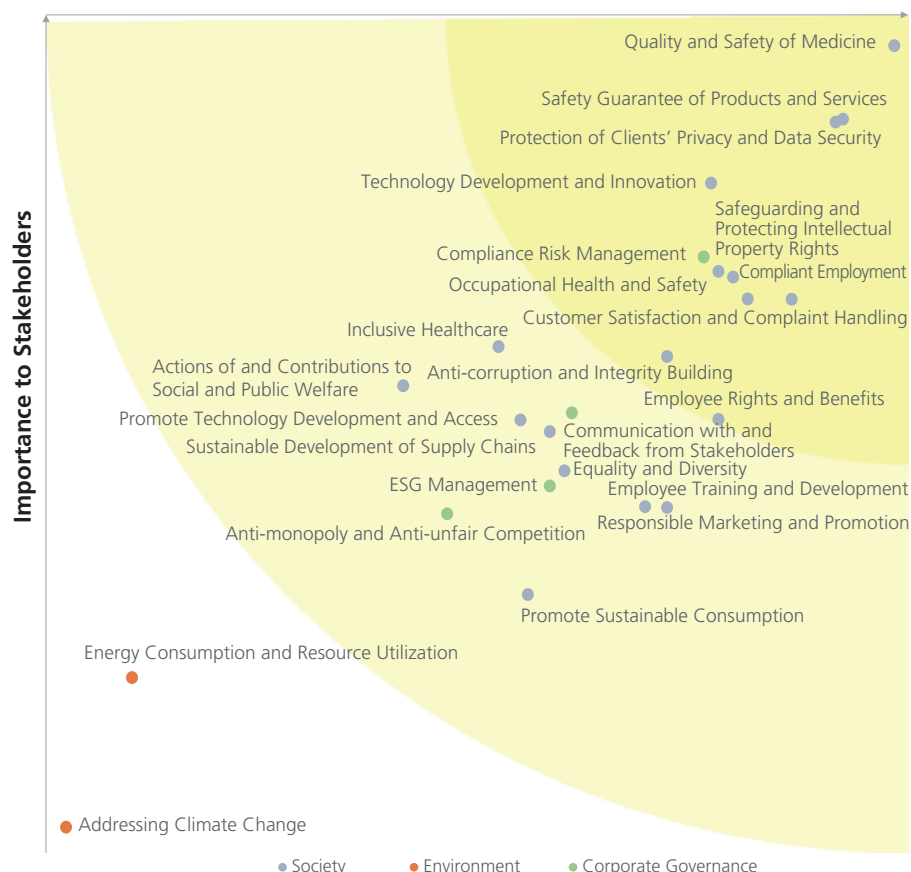 Quality and Safety of Medicine
Safety Guarantee of Products and Services
Protection of Clients’ Privacy and Data Security
Technology Development and Innovation
Safeguarding and
Protecting Intellectual
Property Rights
Compliance Risk Management
Compliant Employment
Occupational Health and Safety
Customer Satisfaction and Complaint Handling
Inclusive Healthcare
Actions of and Contributions to
Social and Public Welfare
Anti-corruption and Integrity Building
Employee Rights and Benefits
Promote Technology Development and Access
Communication with and
Feedback from Stakeholders
Sustainable Development of Supply Chains
Equality and Diversity
ESG Management
Employee Training and Development
Responsible Marketing and Promotion
Anti-monopoly and Anti-unfair Competition
Promote Sustainable Consumption
Energy Consumption and Resource Utilization
Addressing Climate Change
Importance to Stakeholders
Society
Environment
Corporate Governance